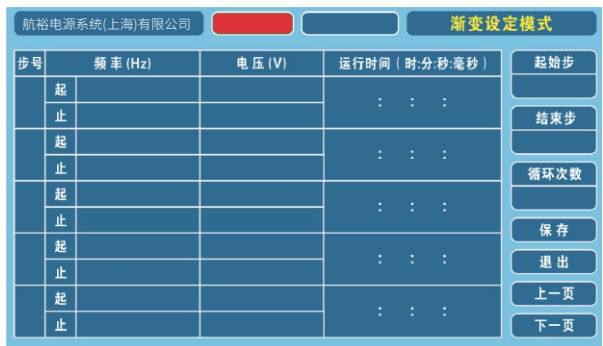 航裕电源系统(上海)有限公司 渐变设定模式
步号 频率(Hz) 电压(V) 运行时间(时:分:秒:毫秒) 起始步
起
止 : : :
结束步
起
止 : : :
循环次数
起
止 : : :
保存
起
止 : : :
退出
起 上一页
止 : : :
下一页